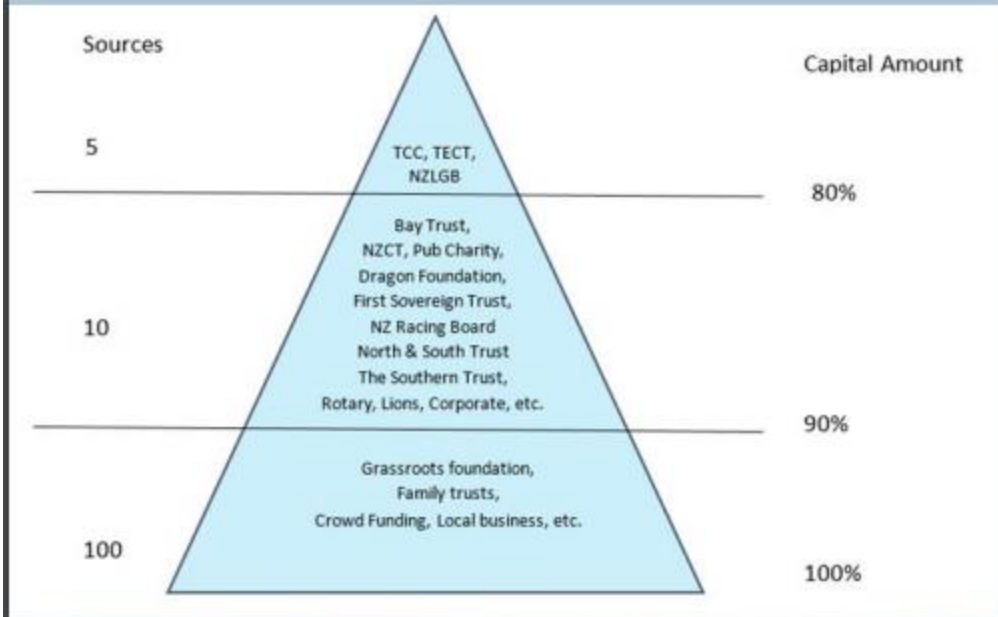 Sources
Capital Amount
5
TCC, TECT,
NZLGB
80%
Bay Trust,
NZCT, Pub Charity,
Dragon Foundation,
First Sovereign Trust,
NZ Racing Board
North & South Trust
The Southern Trust,
Rotary, Lions, Corporate, etc.
10
90%
Grassroots foundation,
Family trusts,
Crowd Funding, Local business, etc.
100
100%